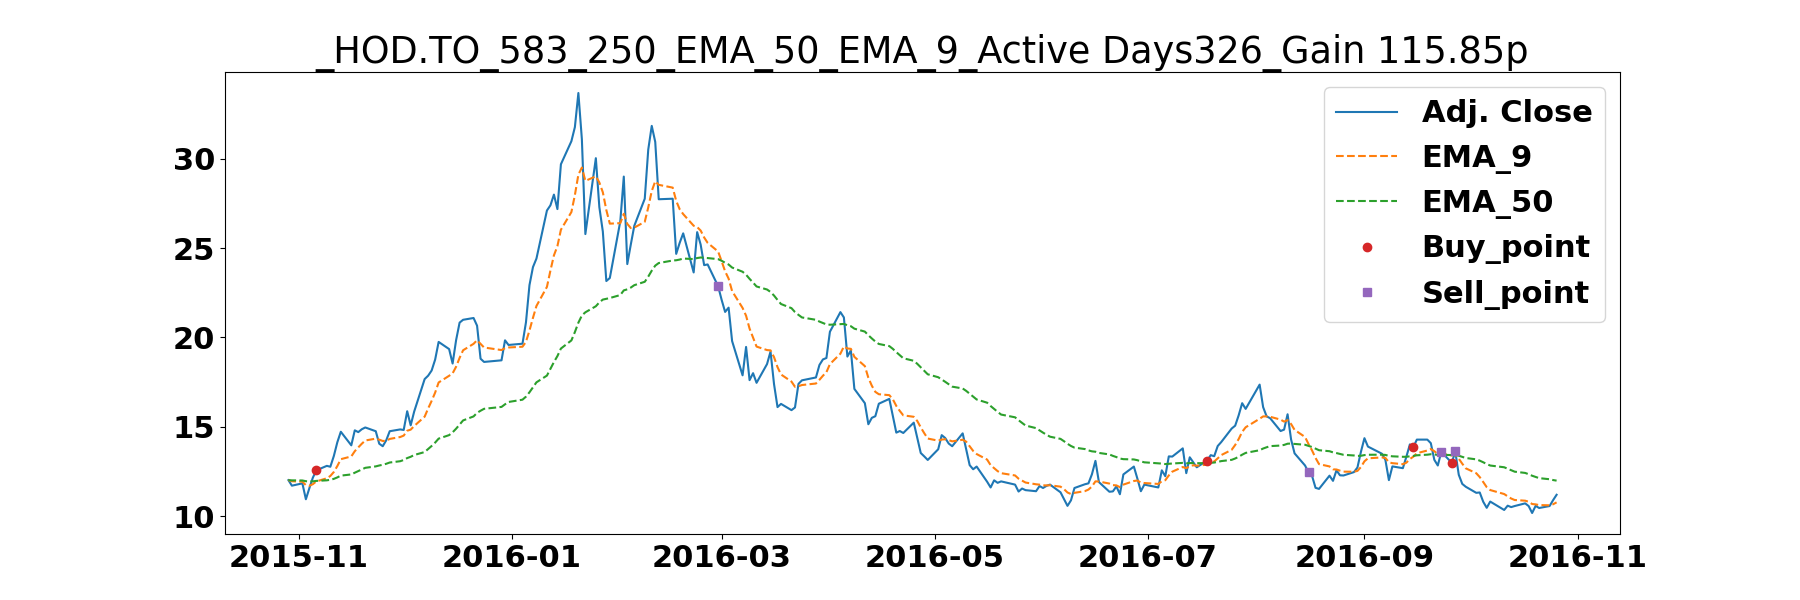 _HOD.TO_583_250_EMA_50_EMA_9_Active Days326_Gain 115.85p
Adj. Close
EMA_9
EMA_50
Buy_point
Sell_point
30
25
20
15
10
2015-11
2016-01
2016-03
2016-05
2016-07
2016-09
2016-11